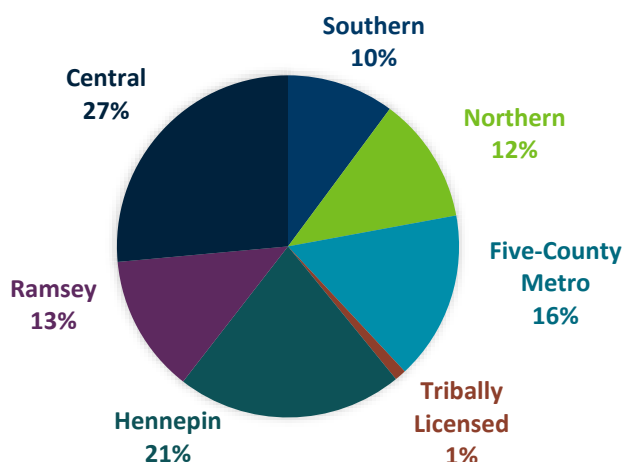 Southern
10%
Northern
12%
Five-County
Metro
16%
Tribally
Licensed
1%
Hennepin
21%
Ramsey
13%
Central
27%